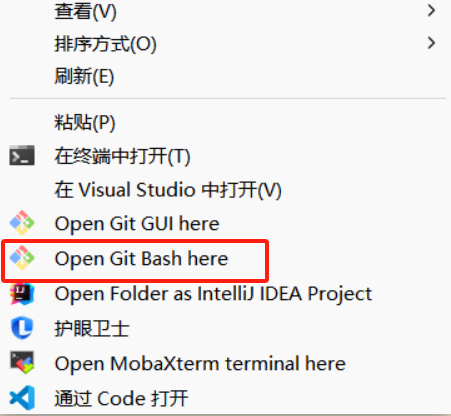 查看(V)
排序方式(O)
刷新(E)
粘贴(P)
在终端中打开(T)
在 Visual Studio 中打开(V)
Open Git GUI here
Open Git Bash here
Open Folder as IntelliJ IDEA Project
护眼卫士
Open MobaXterm terminal here
通过 Code 打开